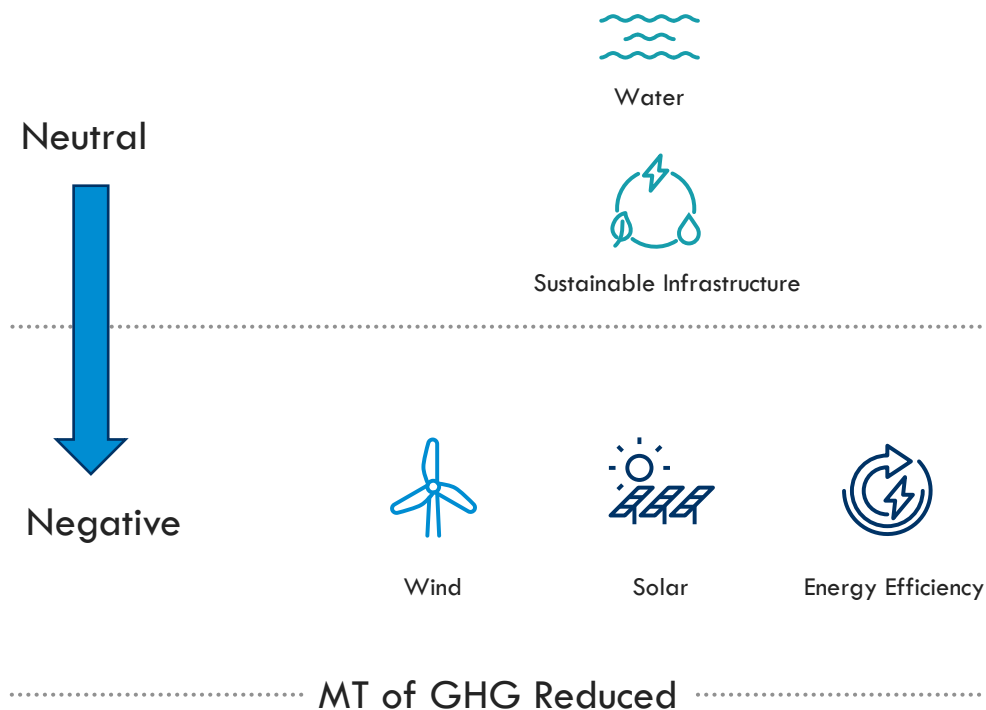 Water
Neutral
Sustainable Infrastructure
Negative
Wind
Solar
Energy Efficiency
MT of GHG Reduced